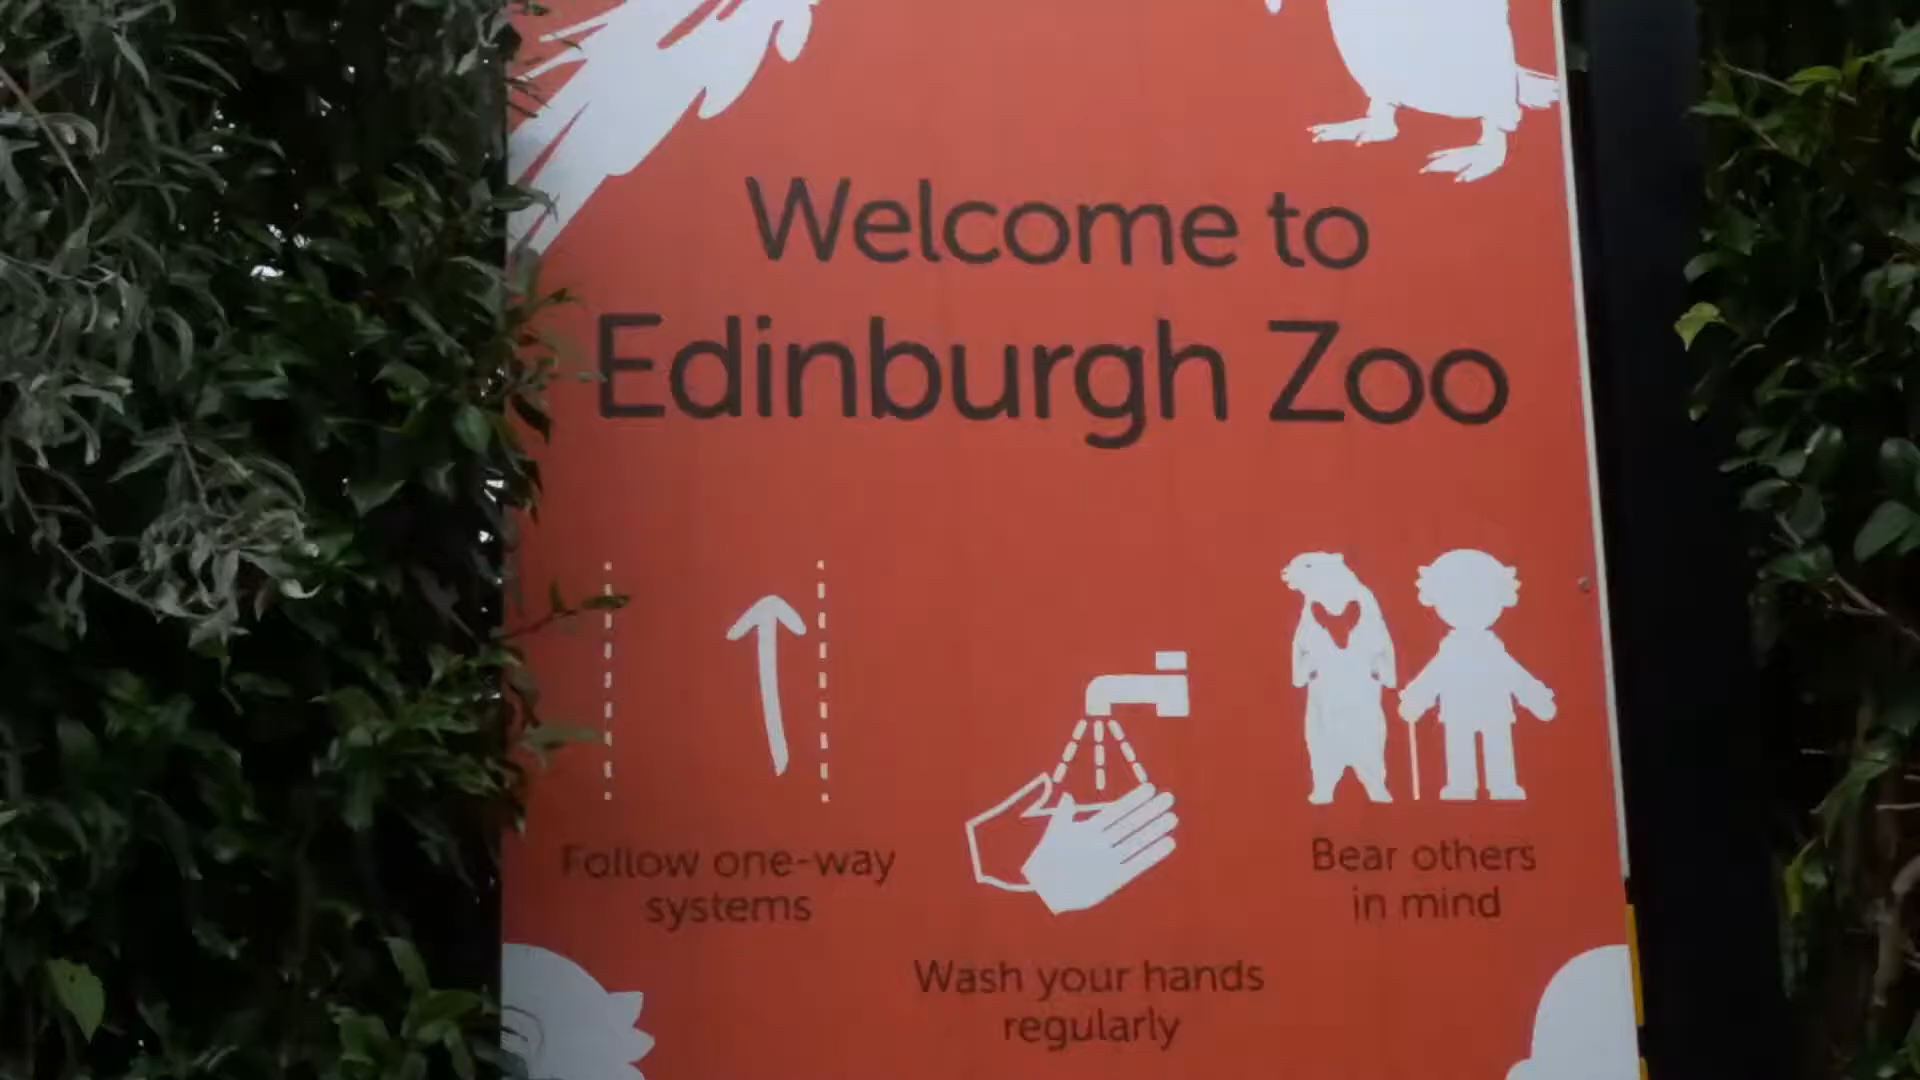 Welcome to
Edinburgh Zoo
Follow one-way
systems
Wash your hands
regularly
Bear others
in mind